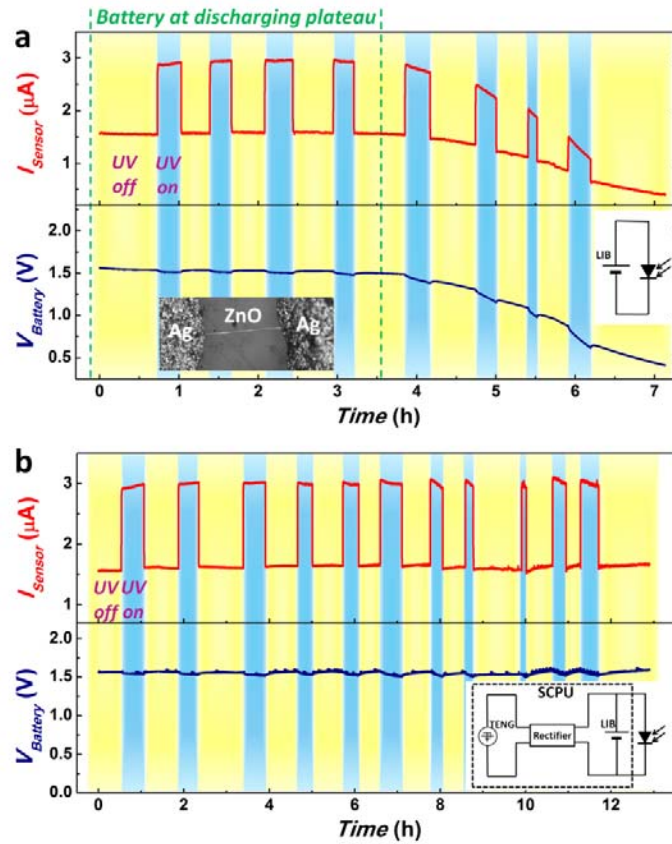 Battery at discharging plateau
a
I_Sensor (μA)
3
2
1
UV UV
off on
V_Battery (V)
2.0
1.5
1.0
0.5
Ag ZnO Ag
LIB
0 1 2 3 4 5 6 7
Time (h)
b
I_Sensor (μA)
3
2
1
UV UV
off on
V_Battery (V)
2.0
1.5
1.0
0.5
0.0
SCPU
TENG
Rectifier
LIB
0 2 4 6 8 10 12
Time (h)